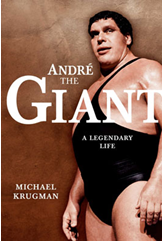 ANDRÉ
THE
GIANT
A LEGENDARY
LIFE
MICHAEL
KRUGMAN